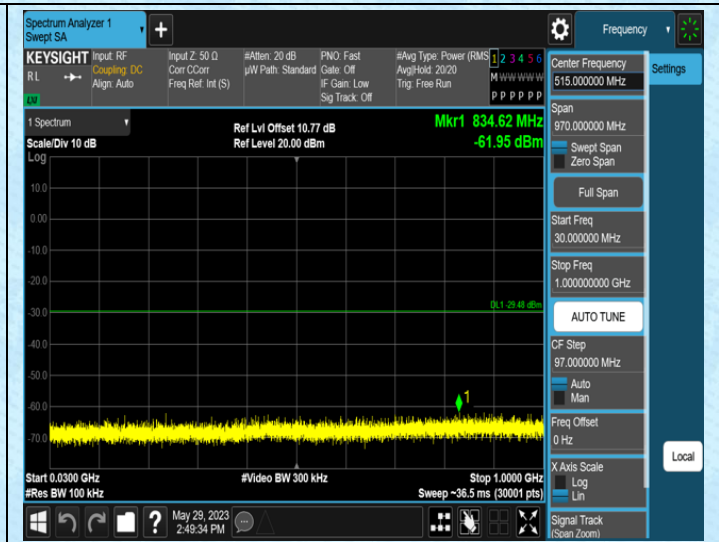 Spectrum Analyzer 1
Swept SA
+
Frequency
KEYSIGHT
RL
LXI
Input: RF
Coupling: DC
Align: Auto
Input Z: 50 Ω
Corr CCorr
Freq Ref: Int (S)
#Atten: 20 dB
µW Path: Standard
PNO: Fast
Gate: Off
IF Gain: Low
Sig Track: Off
#Avg Type: Power (RMS
Avg|Hold: 20/20
Trig: Free Run
1 2 3 4 5 6
M W W W W W
P P P P P P
1 Spectrum
Scale/Div 10 dB
Log
Ref Lvl Offset 10.77 dB
Ref Level 20.00 dBm
Mkr1 834.62 MHz
-61.95 dBm
10.0
0.00
-10.0
-20.0
-30.0
DL1 -29.48 dBm
-40.0
-50.0
-60.0
1
-70.0
Start 0.0300 GHz
#Res BW 100 kHz
#Video BW 300 kHz
Stop 1.0000 GHz
Sweep ~36.5 ms (30001 pts)
?
May 29, 2023
2:49:34 PM
Center Frequency
515.000000 MHz
Span
970.000000 MHz
Swept Span
Zero Span
Full Span
Start Freq
30.000000 MHz
Stop Freq
1.000000000 GHz
AUTO TUNE
CF Step
97.000000 MHz
Auto
Man
Freq Offset
0 Hz
X Axis Scale
Log
Lin
Signal Track
(Span Zoom)
Settings
Local